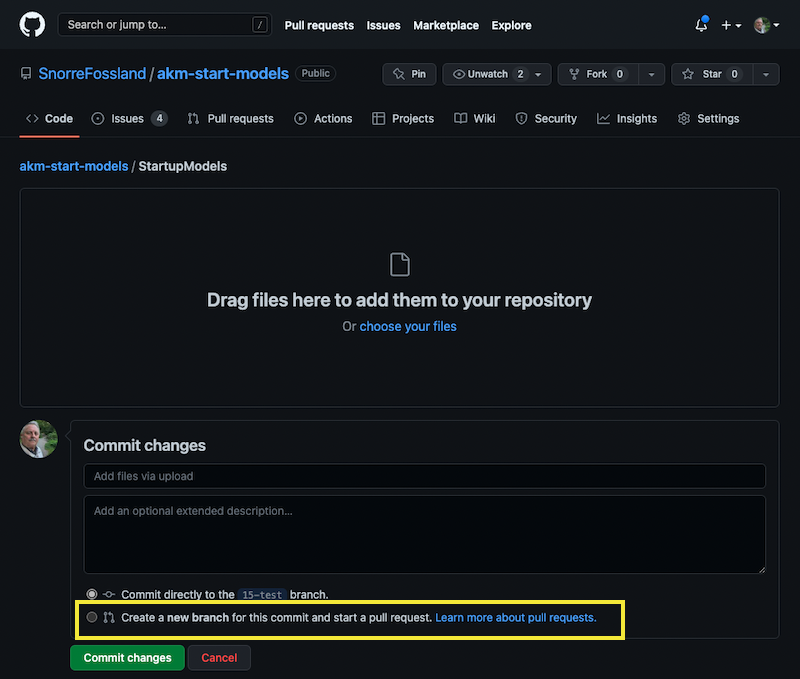 Search or jump to... / Pull requests Issues Marketplace Explore
SnorreFossland / akm-start-models Public Pin Unwatch 2 Fork 0 Star 0
Code Issues 4 Pull requests Actions Projects Wiki Security Insights Settings
akm-start-models / StartupModels
Drag files here to add them to your repository
Or choose your files
Commit changes
Add files via upload
Add an optional extended description...
Commit directly to the 15-test branch.
Create a new branch for this commit and start a pull request. Learn more about pull requests.
Commit changes Cancel